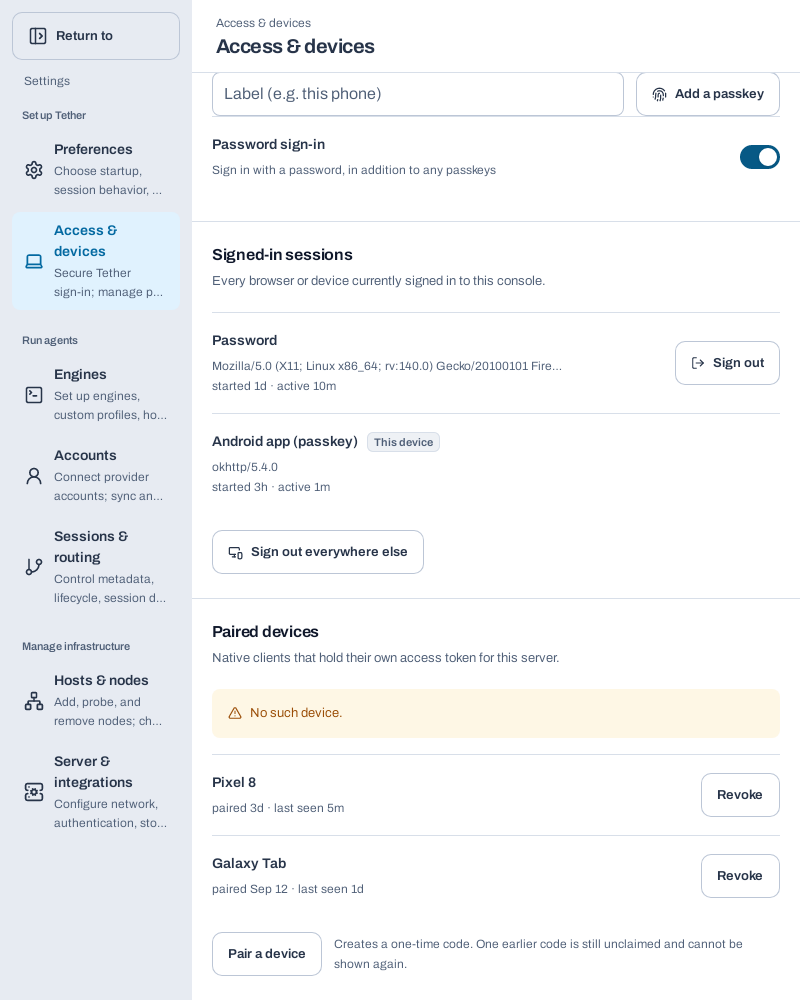 Return to
Settings
Set up Tether
Preferences
Choose startup,
session behavior, ...
Access &
devices
Secure Tether
sign-in; manage p...
Run agents
Engines
Set up engines,
custom profiles, ho...
Accounts
Connect provider
accounts; sync an...
Sessions &
routing
Control metadata,
lifecycle, session d...
Manage infrastructure
Hosts & nodes
Add, probe, and
remove nodes; ch...
Server &
integrations
Configure network,
authentication, sto...
Access & devices
Access & devices
Label (e.g. this phone)
Add a passkey
Password sign-in
Sign in with a password, in addition to any passkeys
Signed-in sessions
Every browser or device currently signed in to this console.
Password
Mozilla/5.0 (X11; Linux x86_64; rv:140.0) Gecko/20100101 Fire...
started 1d · active 10m
Sign out
Android app (passkey) This device
okhttp/5.4.0
started 3h · active 1m
Sign out everywhere else
Paired devices
Native clients that hold their own access token for this server.
No such device.
Pixel 8
paired 3d · last seen 5m
Revoke
Galaxy Tab
paired Sep 12 · last seen 1d
Revoke
Pair a device
Creates a one-time code. One earlier code is still unclaimed and cannot be
shown again.